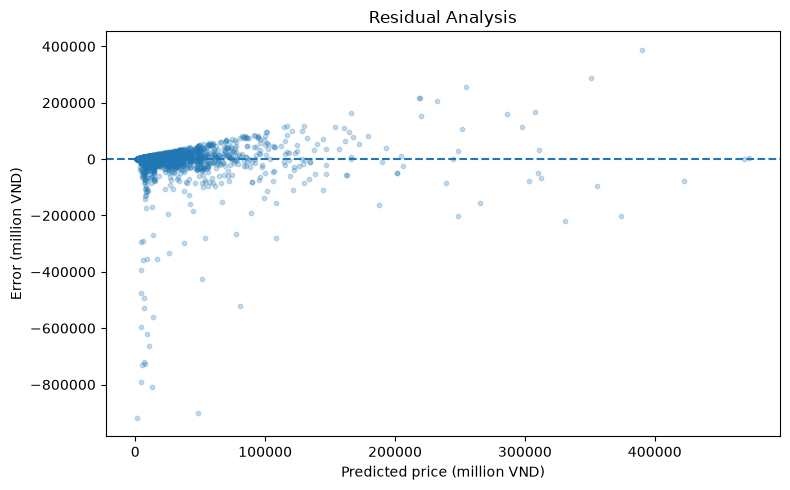 Residual Analysis
Error (million VND)
400000
200000
0
−200000
−400000
−600000
−800000
0 100000 200000 300000 400000
Predicted price (million VND)